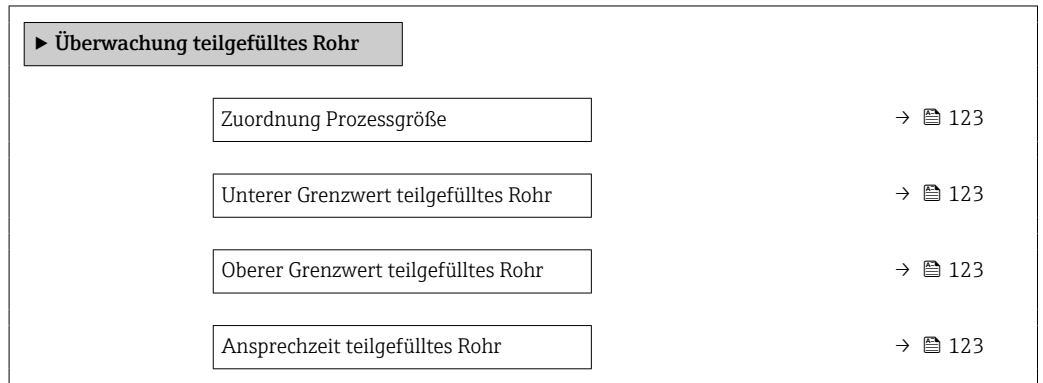 ▶ Überwachung teilgefülltes Rohr
Zuordnung Prozessgröße → 123
Unterer Grenzwert teilgefülltes Rohr → 123
Oberer Grenzwert teilgefülltes Rohr → 123
Ansprechzeit teilgefülltes Rohr → 123